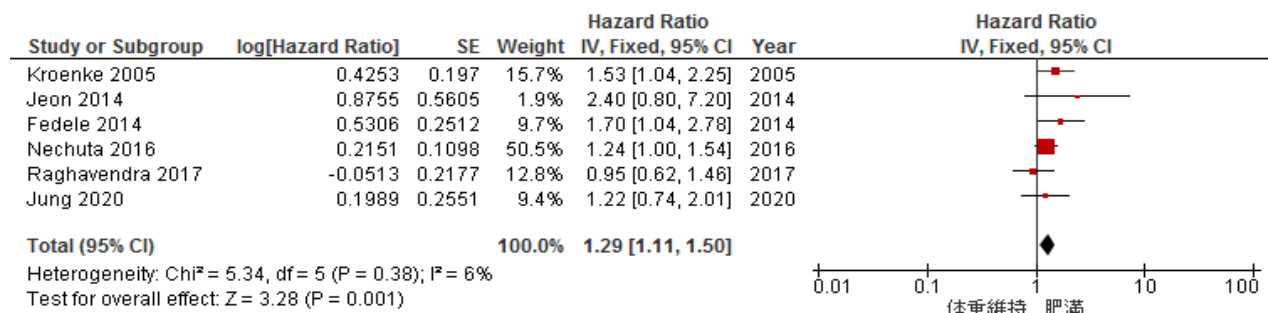 Hazard Ratio Hazard Ratio
Study or Subgroup log[Hazard Ratio] SE Weight IV, Fixed, 95% CI Year IV, Fixed, 95% CI
Kroenke 2005 0.4253 0.197 15.7% 1.53 [1.04, 2.25] 2005
Jeon 2014 0.8755 0.5605 1.9% 2.40 [0.80, 7.20] 2014
Fedele 2014 0.5306 0.2512 9.7% 1.70 [1.04, 2.78] 2014
Nechuta 2016 0.2151 0.1098 50.5% 1.24 [1.00, 1.54] 2016
Raghavendra 2017 -0.0513 0.2177 12.8% 0.95 [0.62, 1.46] 2017
Jung 2020 0.1989 0.2551 9.4% 1.22 [0.74, 2.01] 2020
Total (95% CI) 100.0% 1.29 [1.11, 1.50]
Heterogeneity: Chi² = 5.34, df = 5 (P = 0.38); I² = 6%
Test for overall effect: Z = 3.28 (P = 0.001)
0.01 0.1 1 10 100
体重維持 肥満